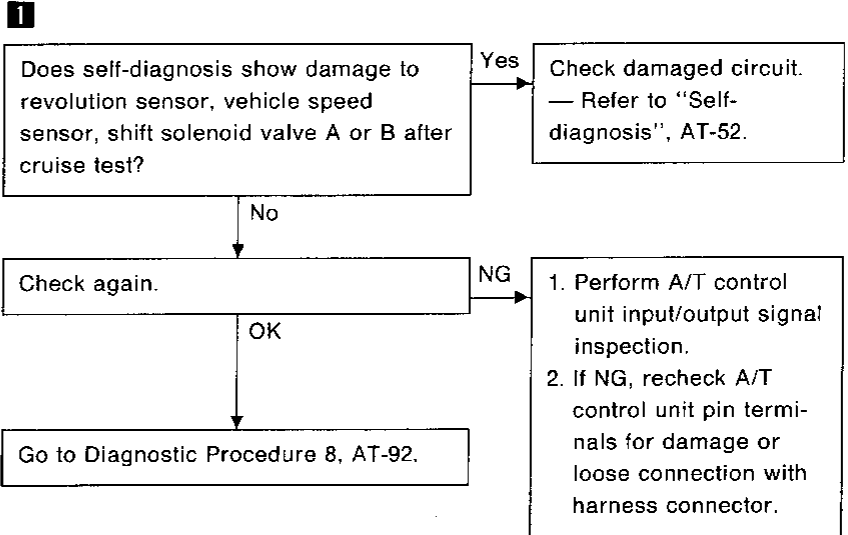 1
Does self-diagnosis show damage to
revolution sensor, vehicle speed
sensor, shift solenoid valve A or B after
cruise test?
Yes
Check damaged circuit.
— Refer to “Self-
diagnosis”, AT-52.
No
Check again.
NG
1. Perform A/T control
unit input/output signal
inspection.
2. If NG, recheck A/T
control unit pin termi-
nals for damage or
loose connection with
harness connector.
OK
Go to Diagnostic Procedure 8, AT-92.